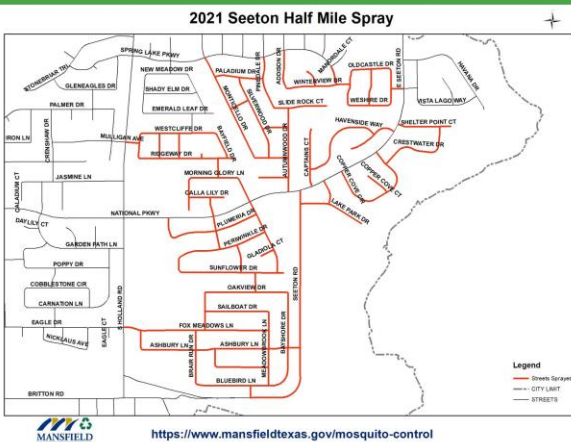 2021 Seeton Half Mile Spray
SPRING LAKE PKWY
STONEBRIAR TRL
GLENEAGLES DR
PALMER DR
IRON LN
CRENSHAW DR
MULLIGAN AVE
NEW MEADOW DR
SHADY ELM DR
EMERALD LEAF DR
WESTCLIFFE DR
RIDGEWAY DR
BAYFIELD DR
PALADIUM DR
MONTICELLO DR
SILVERWOOD DR
PINEDALE DR
ADDISON DR
MANORDALE CT
WINTERVIEW DR
OLDCASTLE DR
WESHIRE DR
E SEETON RD
HAVANA DR
VISTA LAGO WAY
SLIDE ROCK CT
AUTUMNWOOD DR
CAPTAINS CT
HAVENSIDE WAY
SHELTER POINT CT
CRESTWATER DR
COPPER COVE DR
COPPER COVE CT
LAKE PARK DR
CALADIUM CT
JASMINE LN
MORNING GLORY LN
CALLA LILY DR
NATIONAL PKWY
DAYLILY CT
GARDEN PATH LN
PLUMERIA DR
PERIWINKLE DR
GLADIOLA CT
POPPY DR
SUNFLOWER DR
COBBLESTONE CIR
CARNATION LN
OAKVIEW DR
SAILBOAT DR
SEETON RD
EAGLE DR
NICKLAUS AVE
EAGLE CT
S HOLLAND RD
FOX MEADOWS LN
ASHBURY LN
BRAIR RUN DR
ASHBURY LN
MEADOWBROOK LN
BAYSHORE DR
BLUEBIRD LN
BRITTON RD
Legend
Streets Sprayed
CITY LIMIT
STREETS
MANSFIELD
https://www.mansfieldtexas.gov/mosquito-control